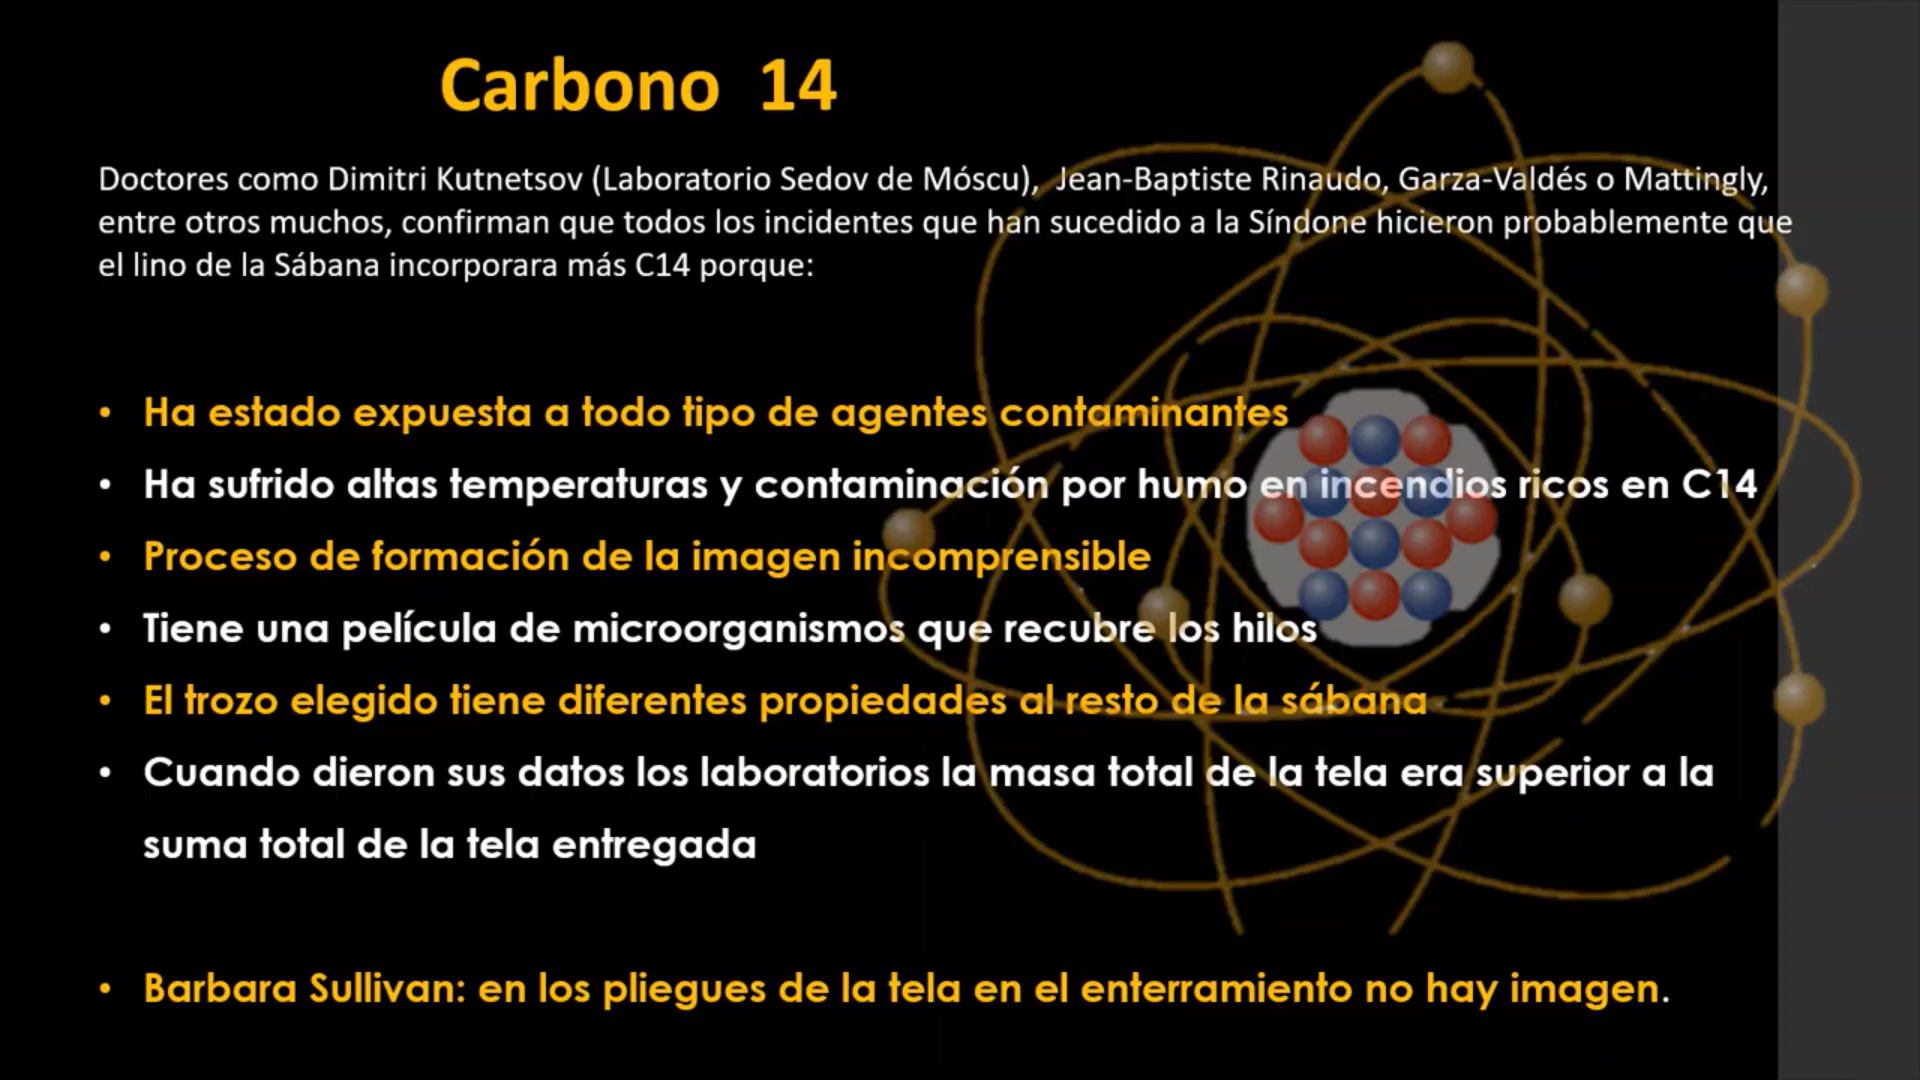 Carbono 14
Doctores como Dimitri Kutnetsov (Laboratorio Sedov de Móscu), Jean-Baptiste Rinaudo, Garza-Valdés o Mattingly,
entre otros muchos, confirman que todos los incidentes que han sucedido a la Síndone hicieron probablemente que
el lino de la Sábana incorporara más C14 porque:
• Ha estado expuesta a todo tipo de agentes contaminantes
• Ha sufrido altas temperaturas y contaminación por humo en incendios ricos en C14
• Proceso de formación de la imagen incomprensible
• Tiene una película de microorganismos que recubre los hilos
• El trozo elegido tiene diferentes propiedades al resto de la sábana
• Cuando dieron sus datos los laboratorios la masa total de la tela era superior a la
suma total de la tela entregada
• Barbara Sullivan: en los pliegues de la tela en el enterramiento no hay imagen.